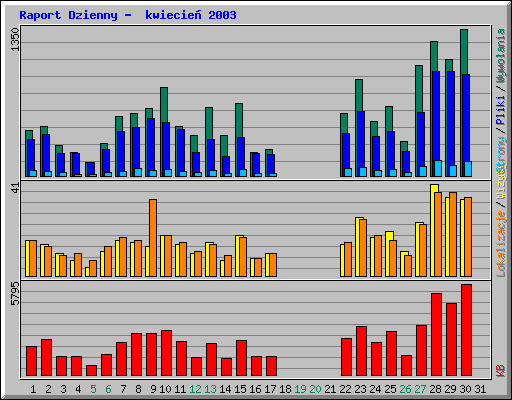 Raport Dzienny -  kwiecień 2003
1350
41
5795
Lokalizacje / Wizyty
Strony / Pliki / Wywołania
KB
1 2 3 4 5 6 7 8 9 10 11 12 13 14 15 16 17 18 19 20 21 22 23 24 25 26 27 28 29 30 31